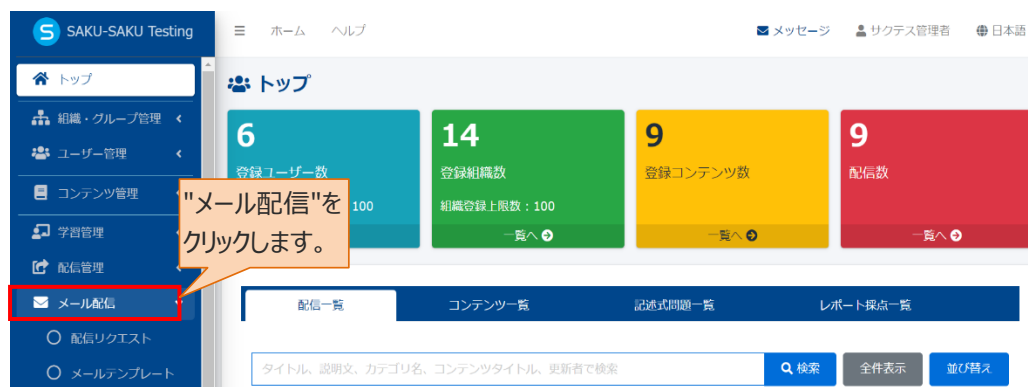 S SAKU-SAKU Testing
ホーム ヘルプ
メッセージ サクテス管理者 日本語
トップ
組織・グループ管理
ユーザー管理
コンテンツ管理
学習管理
配信管理
メール配信
配信リクエスト
メールテンプレート
トップ
6
登録ユーザー数
100
14
登録組織数
組織登録上限数:100
一覧へ
9
登録コンテンツ数
一覧へ
9
配信数
一覧へ
"メール配信"を
クリックします。
配信一覧 コンテンツ一覧 記述式問題一覧 レポート採点一覧
タイトル、説明文、カテゴリ名、コンテンツタイトル、更新者で検索 検索 全件表示 並び替え